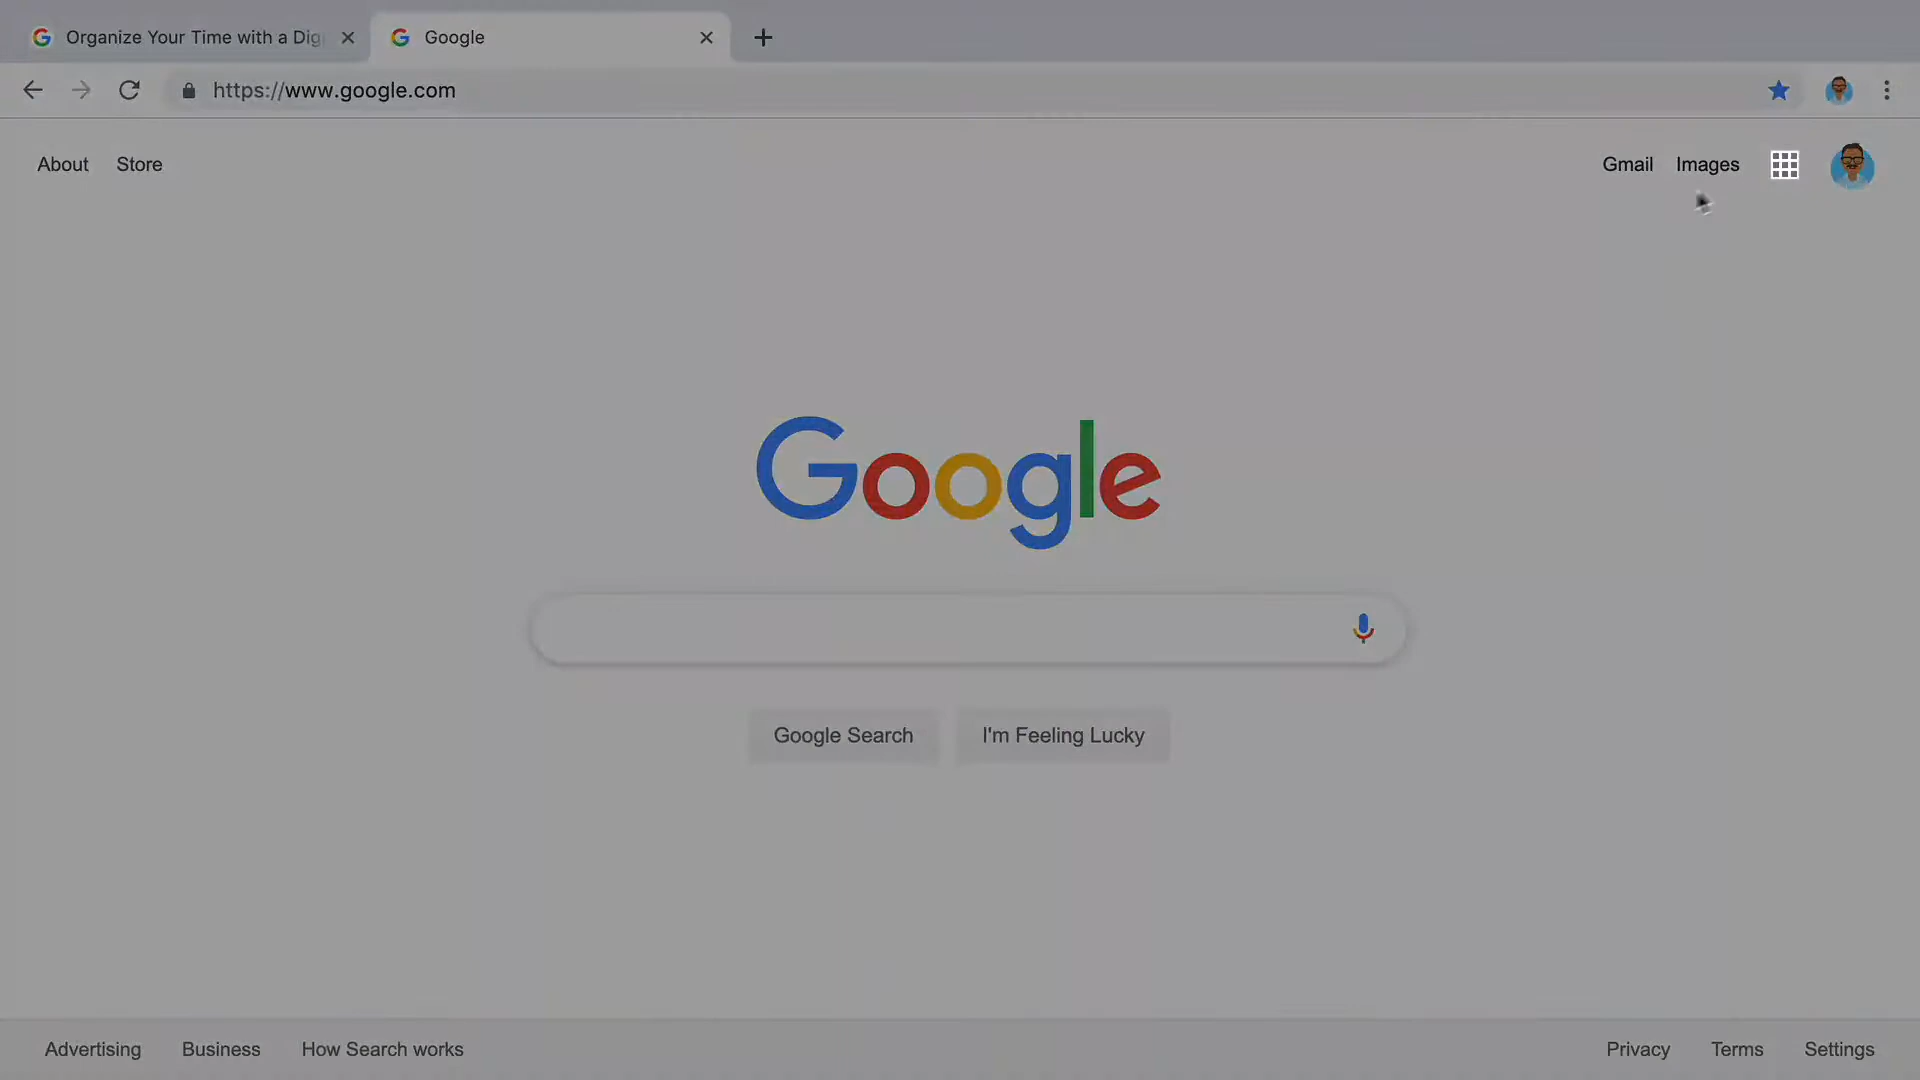 Organize Your Time with a Dig
Google
https://www.google.com
About Store
Gmail Images
Google
Google Search I'm Feeling Lucky
Advertising Business How Search works
Privacy Terms Settings